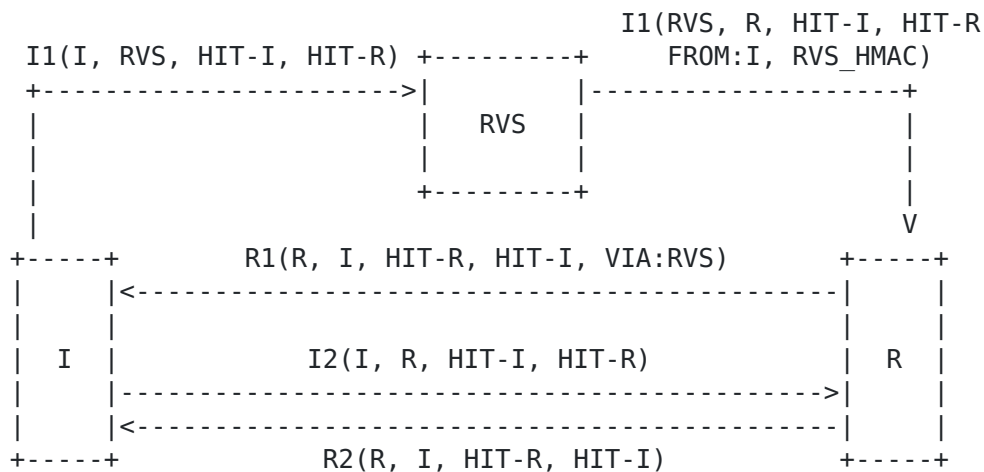 I1(RVS, R, HIT-I, HIT-R
I1(I, RVS, HIT-I, HIT-R) +---------+ FROM:I, RVS_HMAC)
+----------------------->| |--------------------+
| | RVS | |
| | | |
| +---------+ |
| V
+-----+ R1(R, I, HIT-R, HIT-I, VIA:RVS) +-----+
| |<---------------------------------------------| |
| | | |
| I | I2(I, R, HIT-I, HIT-R) | R |
| |--------------------------------------------->| |
| |<---------------------------------------------| |
+-----+ R2(R, I, HIT-R, HIT-I) +-----+